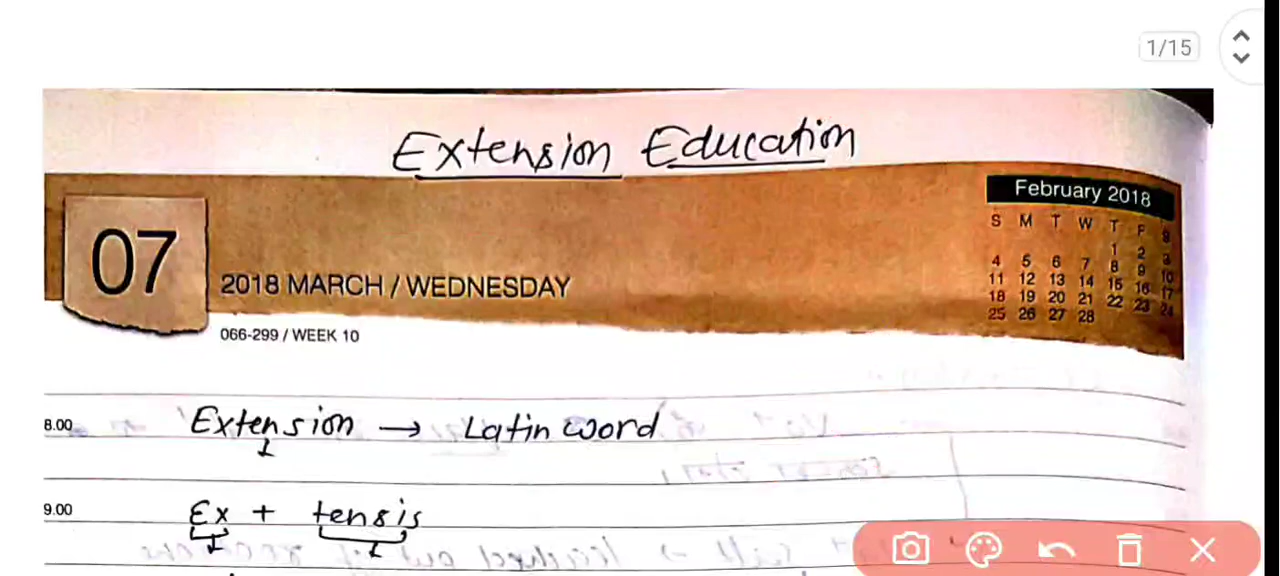 1/15
Extension Education
February 2018
S M T W T F S
1 2 3
4 5 6 7 8 9 10
11 12 13 14 15 16 17
18 19 20 21 22 23 24
25 26 27 28
07
2018 MARCH / WEDNESDAY
066-299 / WEEK 10
8.00 Extension → Latin word
9.00 Ex + tensis